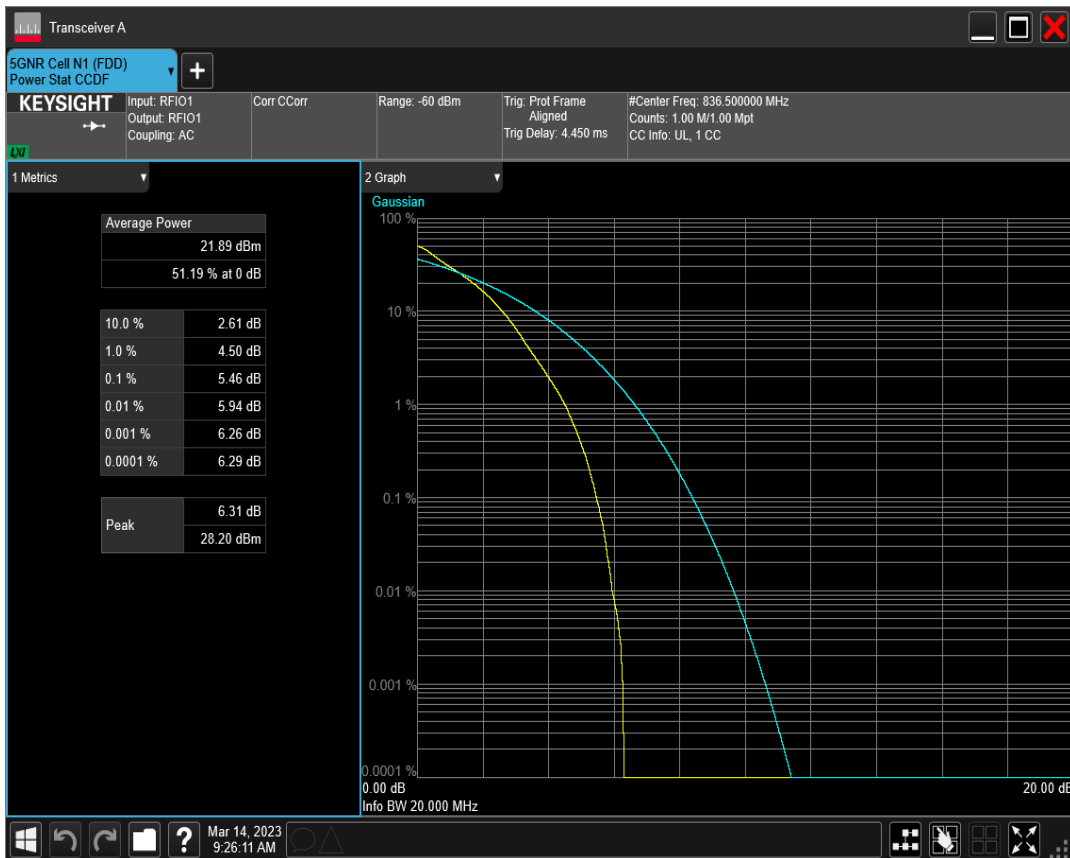 Transceiver A
5GNR Cell N1 (FDD)
Power Stat CCDF
KEYSIGHT
LXI
Input: RFIO1
Output: RFIO1
Coupling: AC
Corr CCorr
Range: -60 dBm
Trig: Prot Frame
Aligned
Trig Delay: 4.450 ms
#Center Freq: 836.500000 MHz
Counts: 1.00 M/1.00 Mpt
CC Info: UL, 1 CC
1 Metrics
Average Power
21.89 dBm
51.19 % at 0 dB
10.0 % 2.61 dB
1.0 % 4.50 dB
0.1 % 5.46 dB
0.01 % 5.94 dB
0.001 % 6.26 dB
0.0001 % 6.29 dB
Peak 6.31 dB
28.20 dBm
2 Graph
Gaussian
100 %
10 %
1 %
0.1 %
0.01 %
0.001 %
0.0001 %
0.00 dB 20.00 dB
Info BW 20.000 MHz
Mar 14, 2023
9:26:11 AM